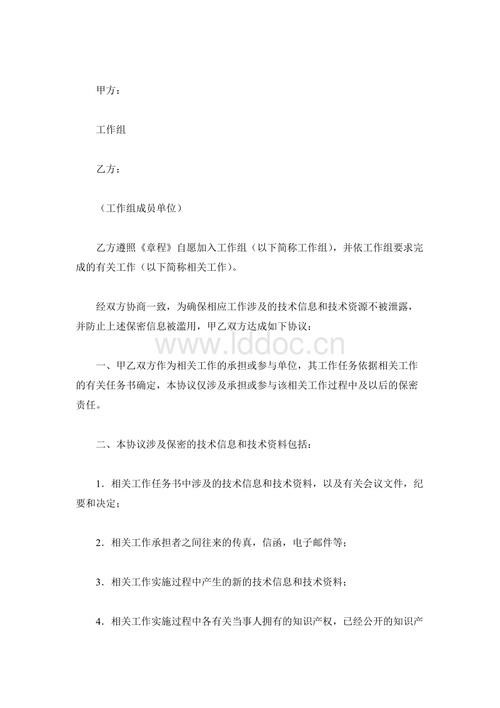 甲方：
工作组
乙方；
（工作组成员单位）
乙方遵照《章程》自愿加入工作组（以下简称工作组），并依工作组要求完
成的有关工作（以下简称相关工作）。
经双方协商一致，为确保相应工作涉及的技术信息和技术资源不被泄露，
并防止上述保密信息被滥用，甲乙双方达成如下协议：
www.lddoc.cn
一、甲乙双方作为相关工作的承担或参与单位，其工作任务依据相关工作
的有关任务书确定，本协议仅涉及承担或参与该相关工作过程中及以后的保密
责任。
二、本协议涉及保密的技术信息和技术资料包括：
1．相关工作任务书中涉及的技术信息和技术资料，以及有关会议文件，纪
要和决定；
2．相关工作承担者之间往来的传真，信函，电子邮件等；
3．相关工作实施过程中产生的新的技术信息和技术资料；
4．相关工作实施过程中各有关当事人拥有的知识产权，已经公开的知识产